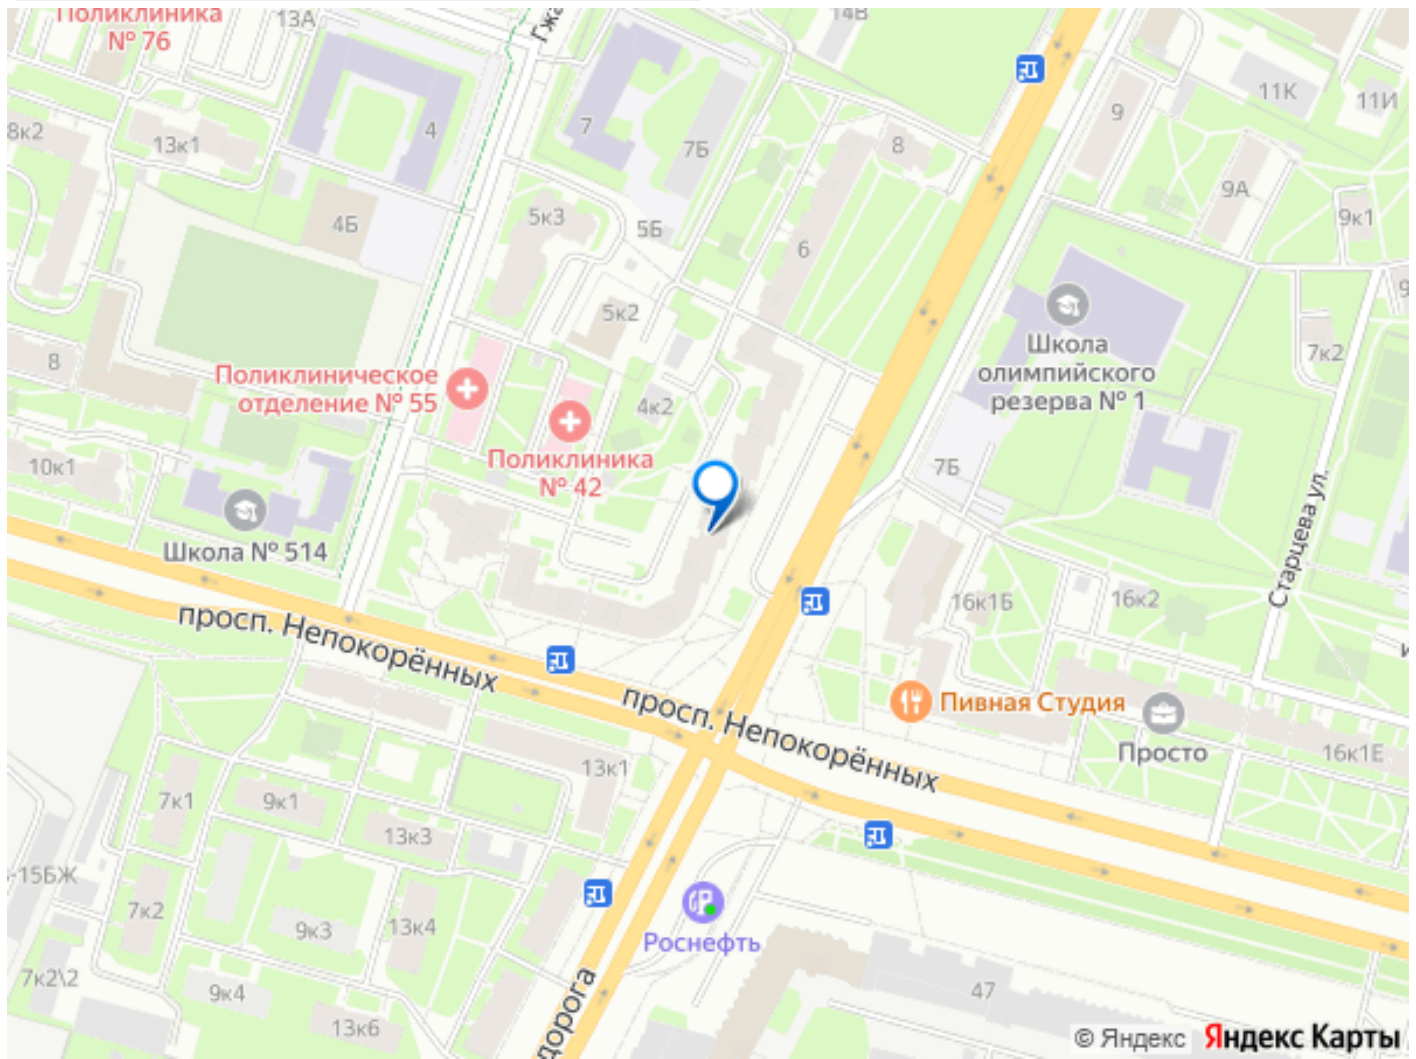 Поликлиника
№ 76
13А
14В
11К
11И
8к2
13к1
4
7
7Б
8
9
9А
9к1
4Б
5к3
5Б
6
5к2
7к2
Школа
олимпийского
резерва № 1
8
Поликлиническое
отделение № 55
4к2
Поликлиника
№ 42
10к1
7Б
Школа № 514
Старцева ул.
16к1Б
16к2
просп. Непокорённых
просп. Непокорённых
Пивная Студия
Просто
16к1Е
13к1
7к1
9к1
13к3
-15БЖ
7к2
9к3
13к4
Роснефть
7к2\2
9к4
13к6
дорога
47
© Яндекс Яндекс Карты